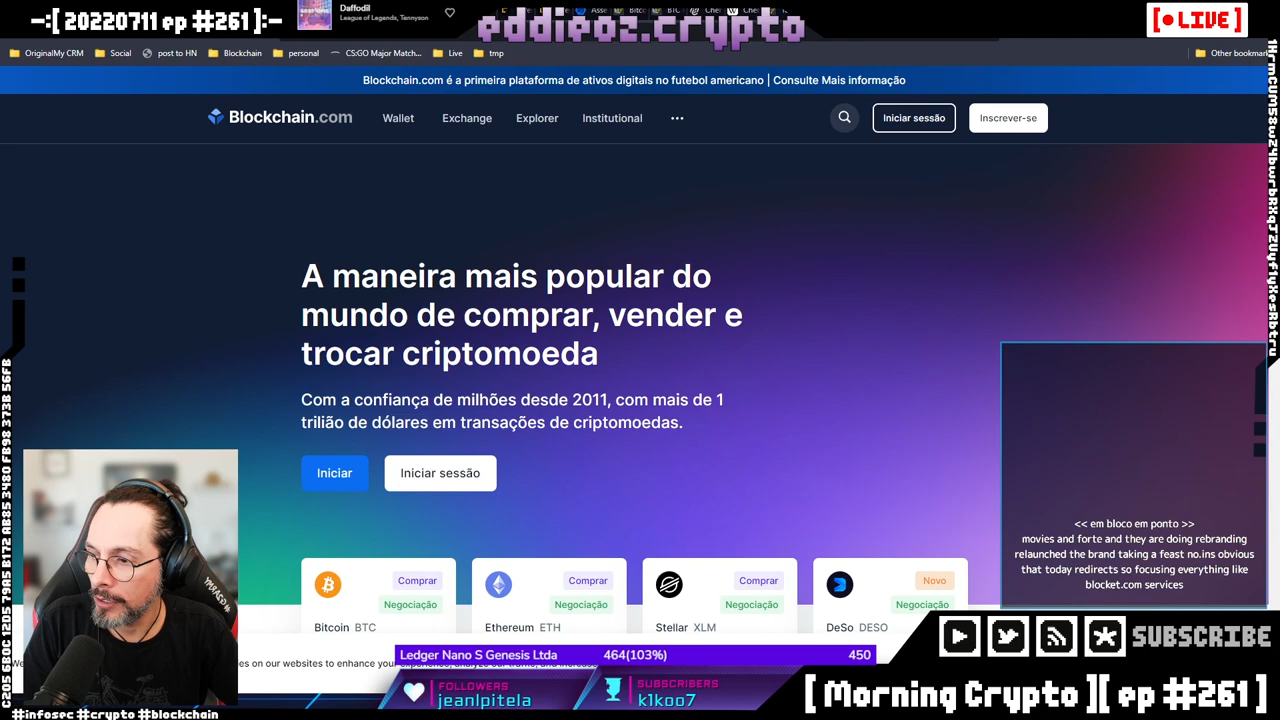 -:[ 20220711 ep #261 ]:-
Daffodil
League of Legends, Tennyson
eddieoz.crypto
[● LIVE ]
OriginalMy CRM
Social
post to HN
Blockchain
personal
CS:GO Major Match...
Live
tmp
Other bookmar
Blockchain.com é a primeira plataforma de ativos digitais no futebol americano | Consulte Mais informação
Blockchain.com
Wallet
Exchange
Explorer
Institutional
Iniciar sessão
Inscrever-se
A maneira mais popular do
mundo de comprar, vender e
trocar criptomoeda
Com a confiança de milhões desde 2011, com mais de 1
trilião de dólares em transações de criptomoedas.
Iniciar
Iniciar sessão
Comprar
Negociação
Bitcoin BTC
Comprar
Negociação
Ethereum ETH
Comprar
Negociação
Stellar XLM
Novo
Negociação
DeSo DESO
<< em bloco em ponto >>
movies and forte and they are doing rebranding
relaunched the brand taking a feast no.ins obvious
that today redirects so focusing everything like
blocket.com services
Ledger Nano S Genesis Ltda 464(103%) 450
FOLLOWERS
jeanlpitela
SUBSCRIBERS
k1koo7
SUBSCRIBE
[ Morning Crypto ][ ep #261 ]
#infosec #crypto #blockchain